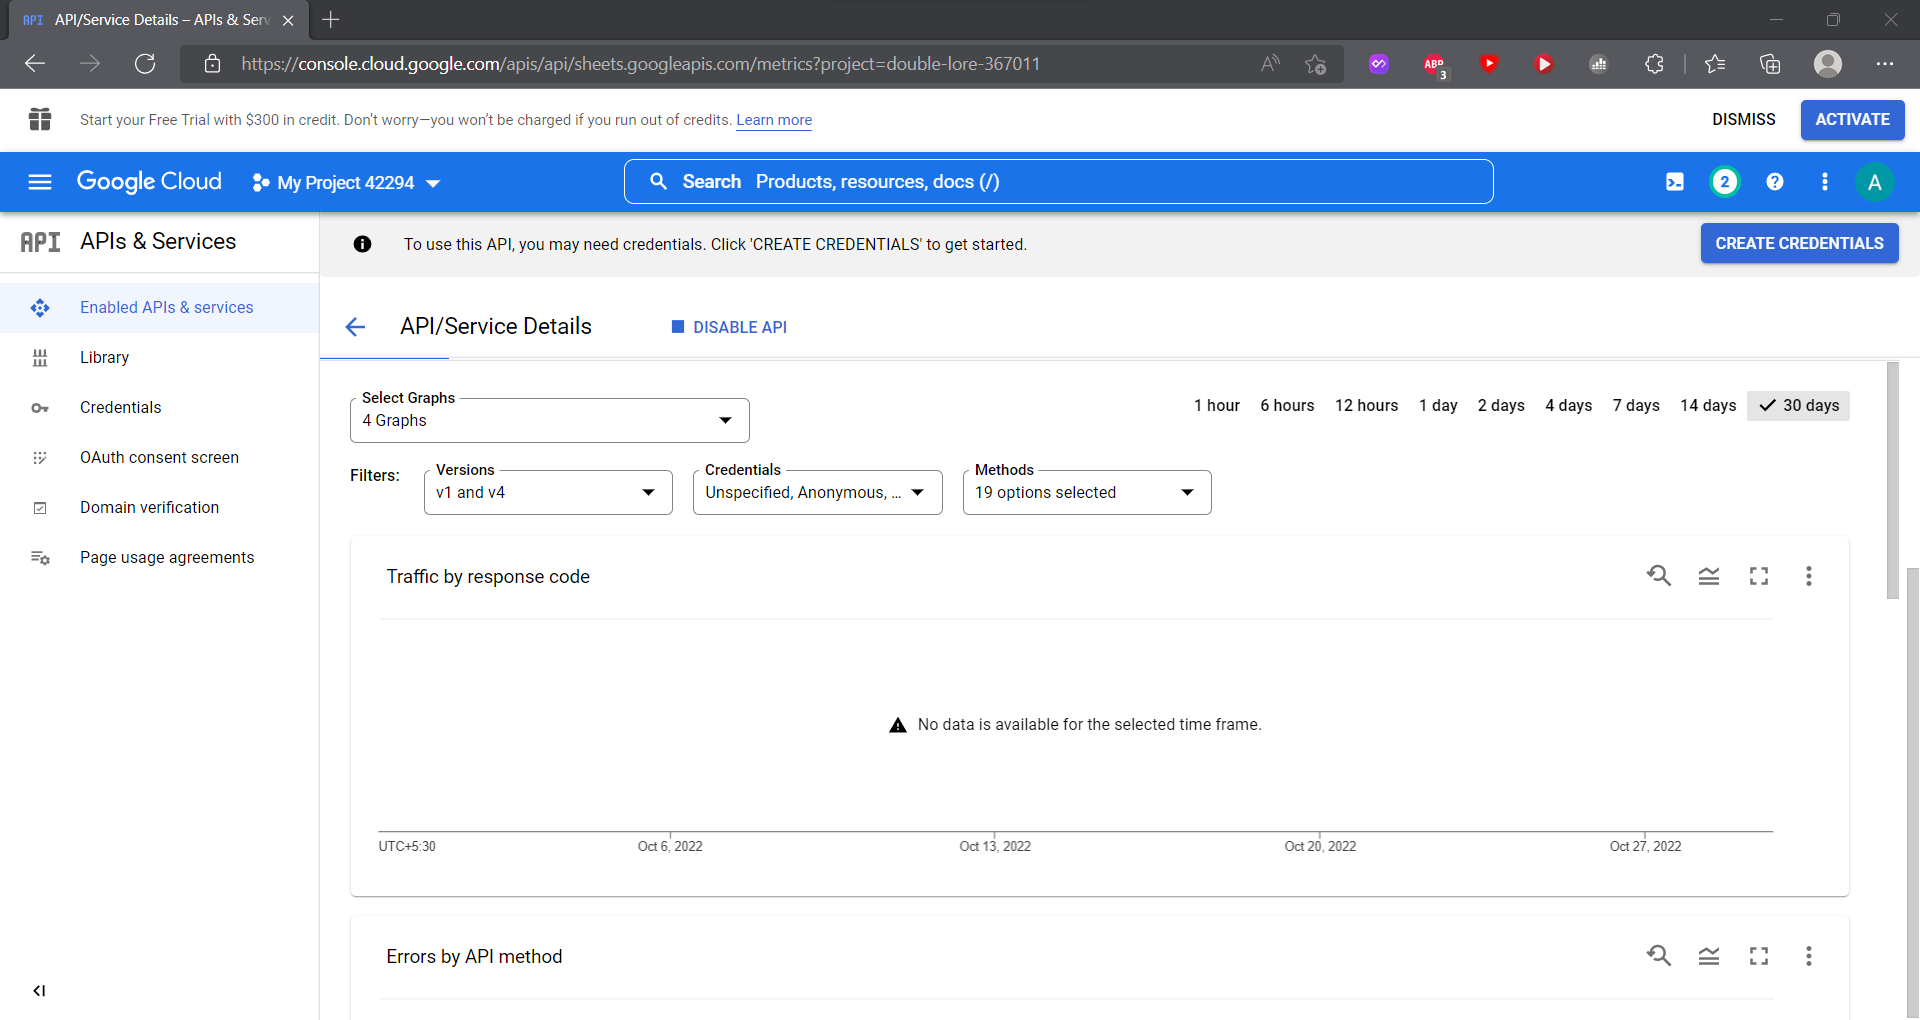 API API/Service Details – APIs & Serv
https://console.cloud.google.com/apis/api/sheets.googleapis.com/metrics?project=double-lore-367011
ABP 3
Start your Free Trial with $300 in credit. Don't worry—you won't be charged if you run out of credits. Learn more
DISMISS
ACTIVATE
Google Cloud
My Project 42294
Search Products, resources, docs (/)
2
A
API APIs & Services
To use this API, you may need credentials. Click 'CREATE CREDENTIALS' to get started.
CREATE CREDENTIALS
Enabled APIs & services
Library
Credentials
OAuth consent screen
Domain verification
Page usage agreements
API/Service Details
DISABLE API
Select Graphs
4 Graphs
1 hour 6 hours 12 hours 1 day 2 days 4 days 7 days 14 days 30 days
Filters:
Versions
v1 and v4
Credentials
Unspecified, Anonymous, ...
Methods
19 options selected
Traffic by response code
No data is available for the selected time frame.
UTC+5:30 Oct 6, 2022 Oct 13, 2022 Oct 20, 2022 Oct 27, 2022
Errors by API method